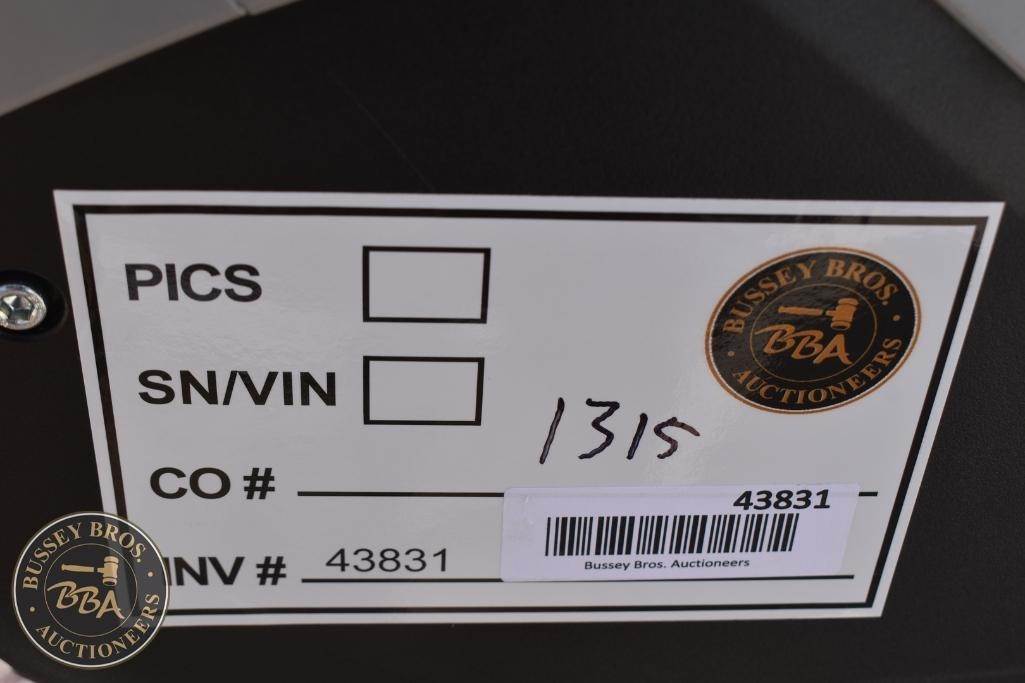 PICS
BUSSEY BROS.
BBA
AUCTIONEERS
SN/VIN
1315
CO #
43831
Bussey Bros. Auctioneers
INV # 43831
BUSSEY BROS.
BBA
AUCTIONEERS